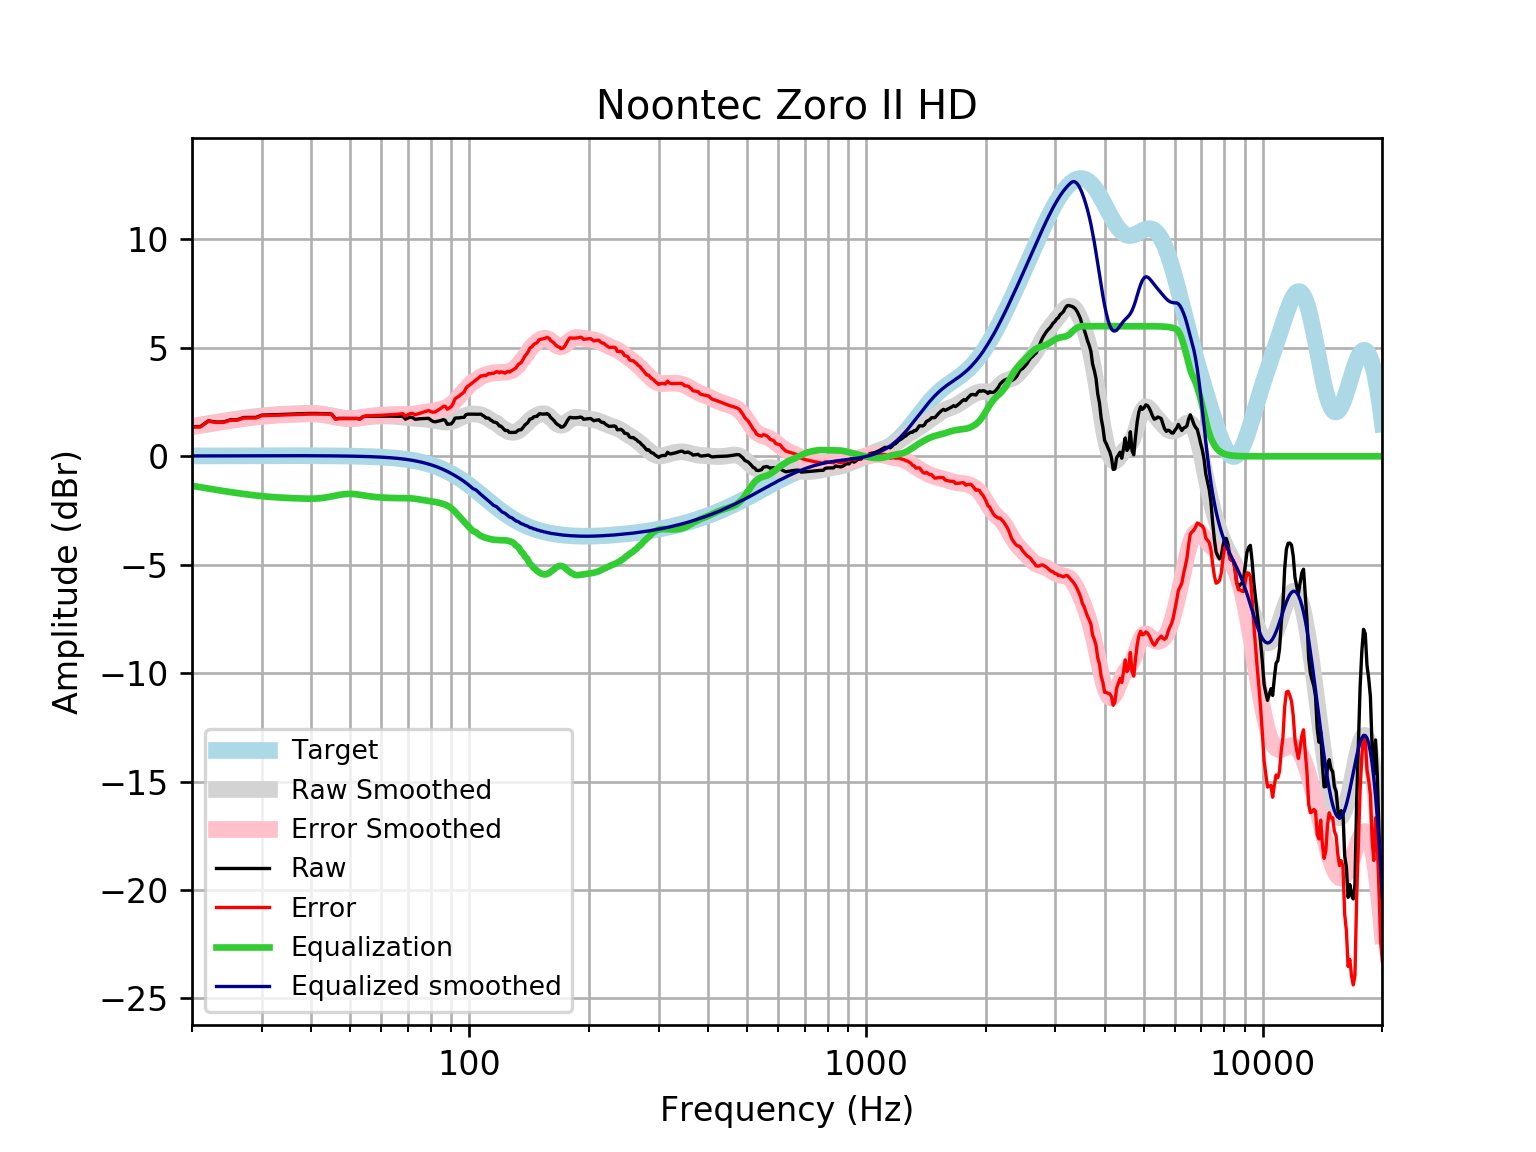 Noontec Zoro II HD
Amplitude (dBr)
10
5
0
−5
−10
−15
−20
−25
Target
Raw Smoothed
Error Smoothed
Raw
Error
Equalization
Equalized smoothed
100
1000
10000
Frequency (Hz)